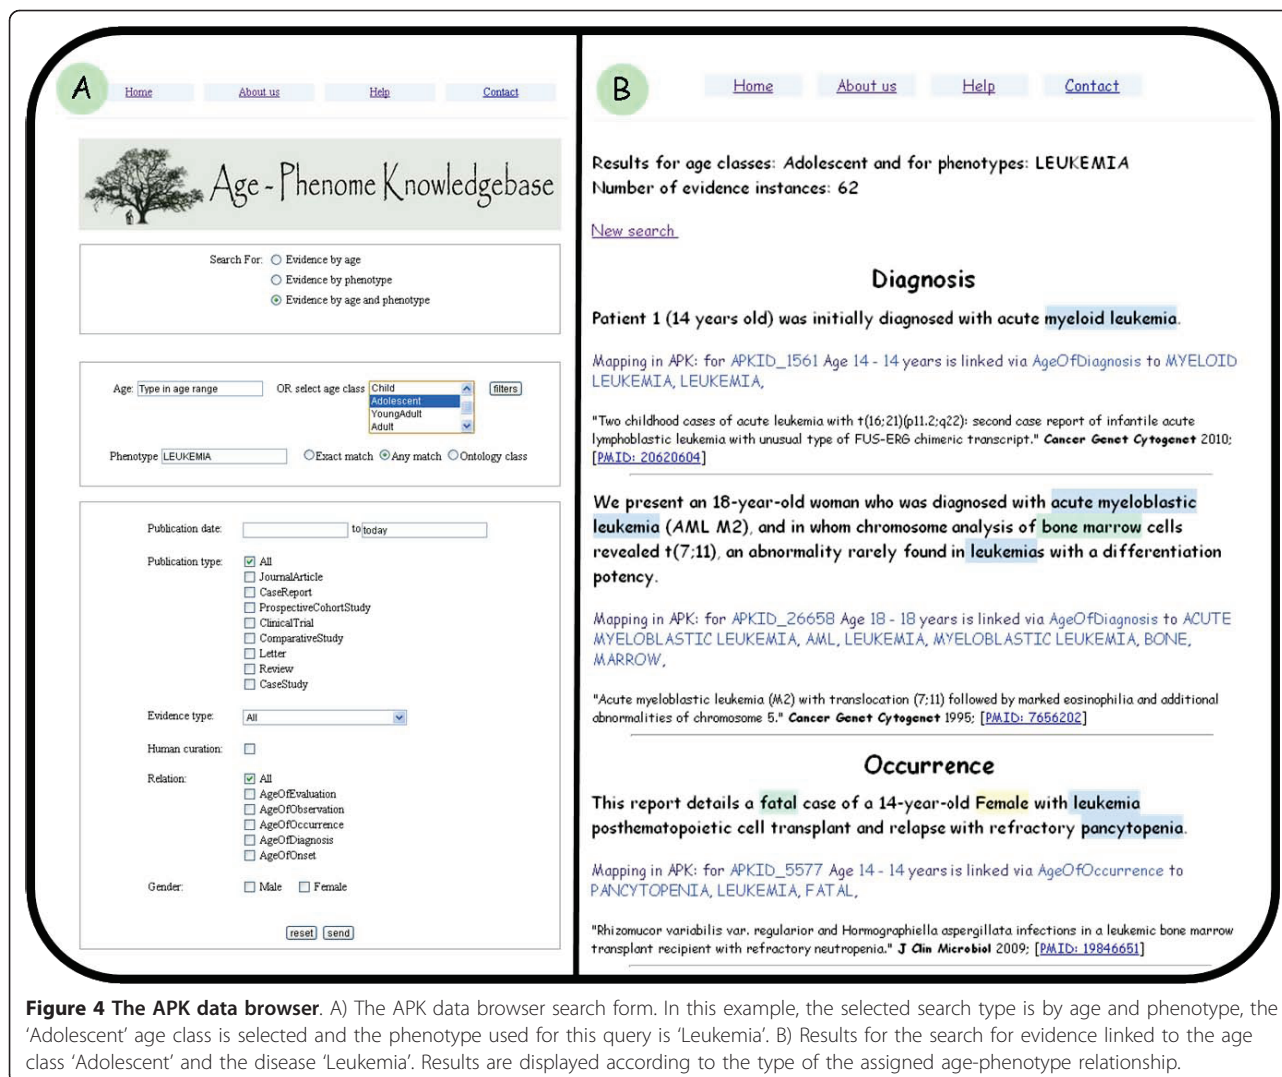 A
Home About us Help Contact
Age - Phenome Knowledgebase
Search For: Evidence by age
Evidence by phenotype
Evidence by age and phenotype
Age: Type in age range OR select age class Child filters
Adolescent
YoungAdult
Adult
Phenotype LEUKEMIA Exact match Any match Ontology class
Publication date: to today
Publication type: All
JournalArticle
CaseReport
ProspectiveCohortStudy
ClinicalTrial
ComparativeStudy
Letter
Review
CaseStudy
Evidence type: All
Human curation:
Relation: All
AgeOfEvaluation
AgeOfObservation
AgeOfOccurrence
AgeOfDiagnosis
AgeOfOnset
Gender: Male Female
reset send
B
Home About us Help Contact
Results for age classes: Adolescent and for phenotypes: LEUKEMIA
Number of evidence instances: 62
New search
Diagnosis
Patient 1 (14 years old) was initially diagnosed with acute myeloid leukemia.
Mapping in APK: for APKID_1561 Age 14 - 14 years is linked via AgeOfDiagnosis to MYELOID
LEUKEMIA, LEUKEMIA,
"Two childhood cases of acute leukemia with t(16;21)(p11.2;q22): second case report of infantile acute
lymphoblastic leukemia with unusual type of FUS-ERG chimeric transcript." Cancer Genet Cytogenet 2010;
[PMID: 20620604]
We present an 18-year-old woman who was diagnosed with acute myeloblastic
leukemia (AML M2), and in whom chromosome analysis of bone marrow cells
revealed t(7;11), an abnormality rarely found in leukemias with a differentiation
potency.
Mapping in APK: for APKID_26658 Age 18 - 18 years is linked via AgeOfDiagnosis to ACUTE
MYELOBLASTIC LEUKEMIA, AML, LEUKEMIA, MYELOBLASTIC LEUKEMIA, BONE,
MARROW,
"Acute myeloblastic leukemia (M2) with translocation (7;11) followed by marked eosinophilia and additional
abnormalities of chromosome 5." Cancer Genet Cytogenet 1995; [PMID: 7656202]
Occurrence
This report details a fatal case of a 14-year-old Female with leukemia
posthematopoietic cell transplant and relapse with refractory pancytopenia.
Mapping in APK: for APKID_5577 Age 14 - 14 years is linked via AgeOfOccurrence to
PANCYTOPENIA, LEUKEMIA, FATAL,
"Rhizomucor variabilis var. regularior and Hormographiella aspergillata infections in a leukemic bone marrow
transplant recipient with refractory neutropenia." J Clin Microbiol 2009; [PMID: 19846651]
Figure 4 The APK data browser. A) The APK data browser search form. In this example, the selected search type is by age and phenotype, the
'Adolescent' age class is selected and the phenotype used for this query is 'Leukemia'. B) Results for the search for evidence linked to the age
class 'Adolescent' and the disease 'Leukemia'. Results are displayed according to the type of the assigned age-phenotype relationship.